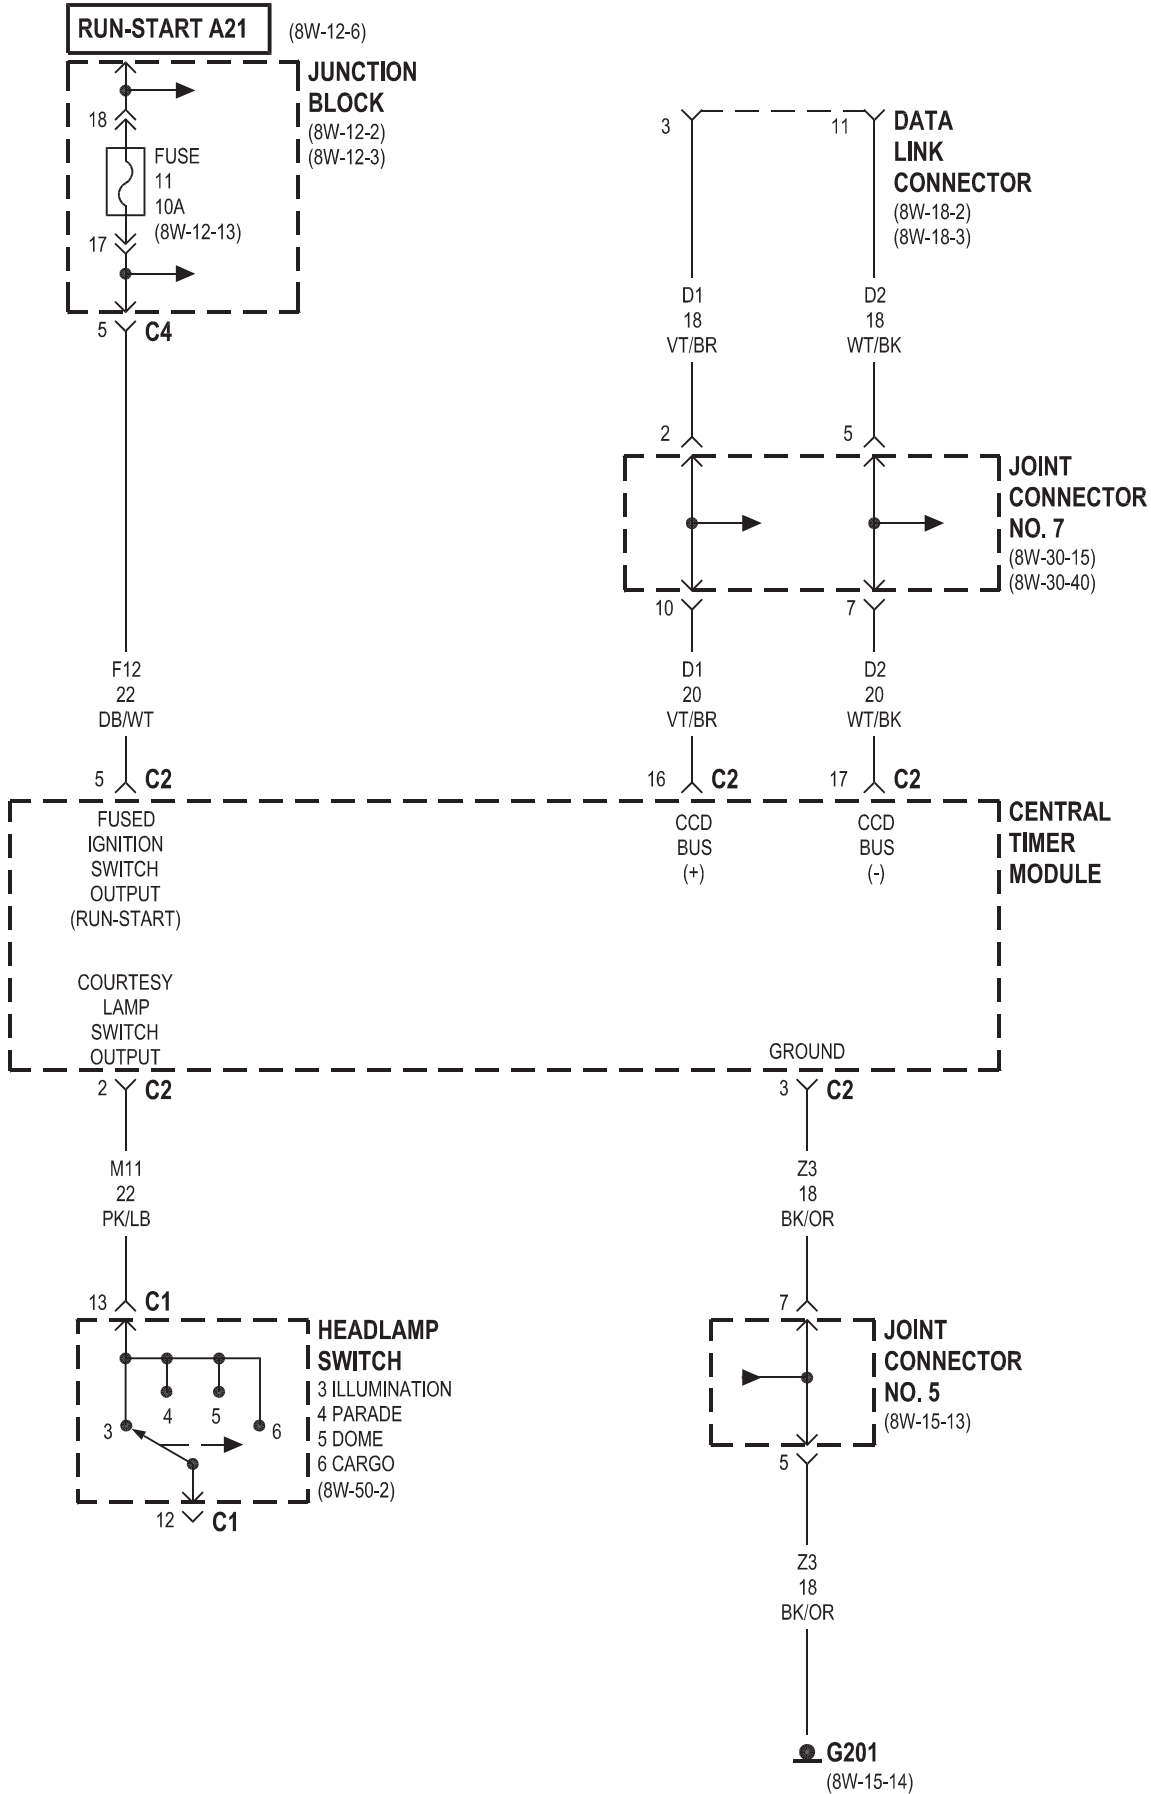 RUN-START A21 (8W-12-6)
JUNCTION
BLOCK
(8W-12-2)
(8W-12-3)
18
FUSE
11
10A
(8W-12-13)
17
5 C4
3
11
DATA
LINK
CONNECTOR
(8W-18-2)
(8W-18-3)
D1
18
VT/BR
D2
18
WT/BK
2
5
JOINT
CONNECTOR
NO. 7
(8W-30-15)
(8W-30-40)
10
7
F12
22
DB/WT
D1
20
VT/BR
D2
20
WT/BK
5 C2
16 C2
17 C2
FUSED
IGNITION
SWITCH
OUTPUT
(RUN-START)
CCD
BUS
(+)
CCD
BUS
(-)
CENTRAL
TIMER
MODULE
COURTESY
LAMP
SWITCH
OUTPUT
GROUND
2 C2
3 C2
M11
22
PK/LB
Z3
18
BK/OR
13 C1
7
HEADLAMP
SWITCH
3 ILLUMINATION
4 PARADE
5 DOME
6 CARGO
(8W-50-2)
3
4
5
6
12 C1
JOINT
CONNECTOR
NO. 5
(8W-15-13)
5
Z3
18
BK/OR
G201
(8W-15-14)